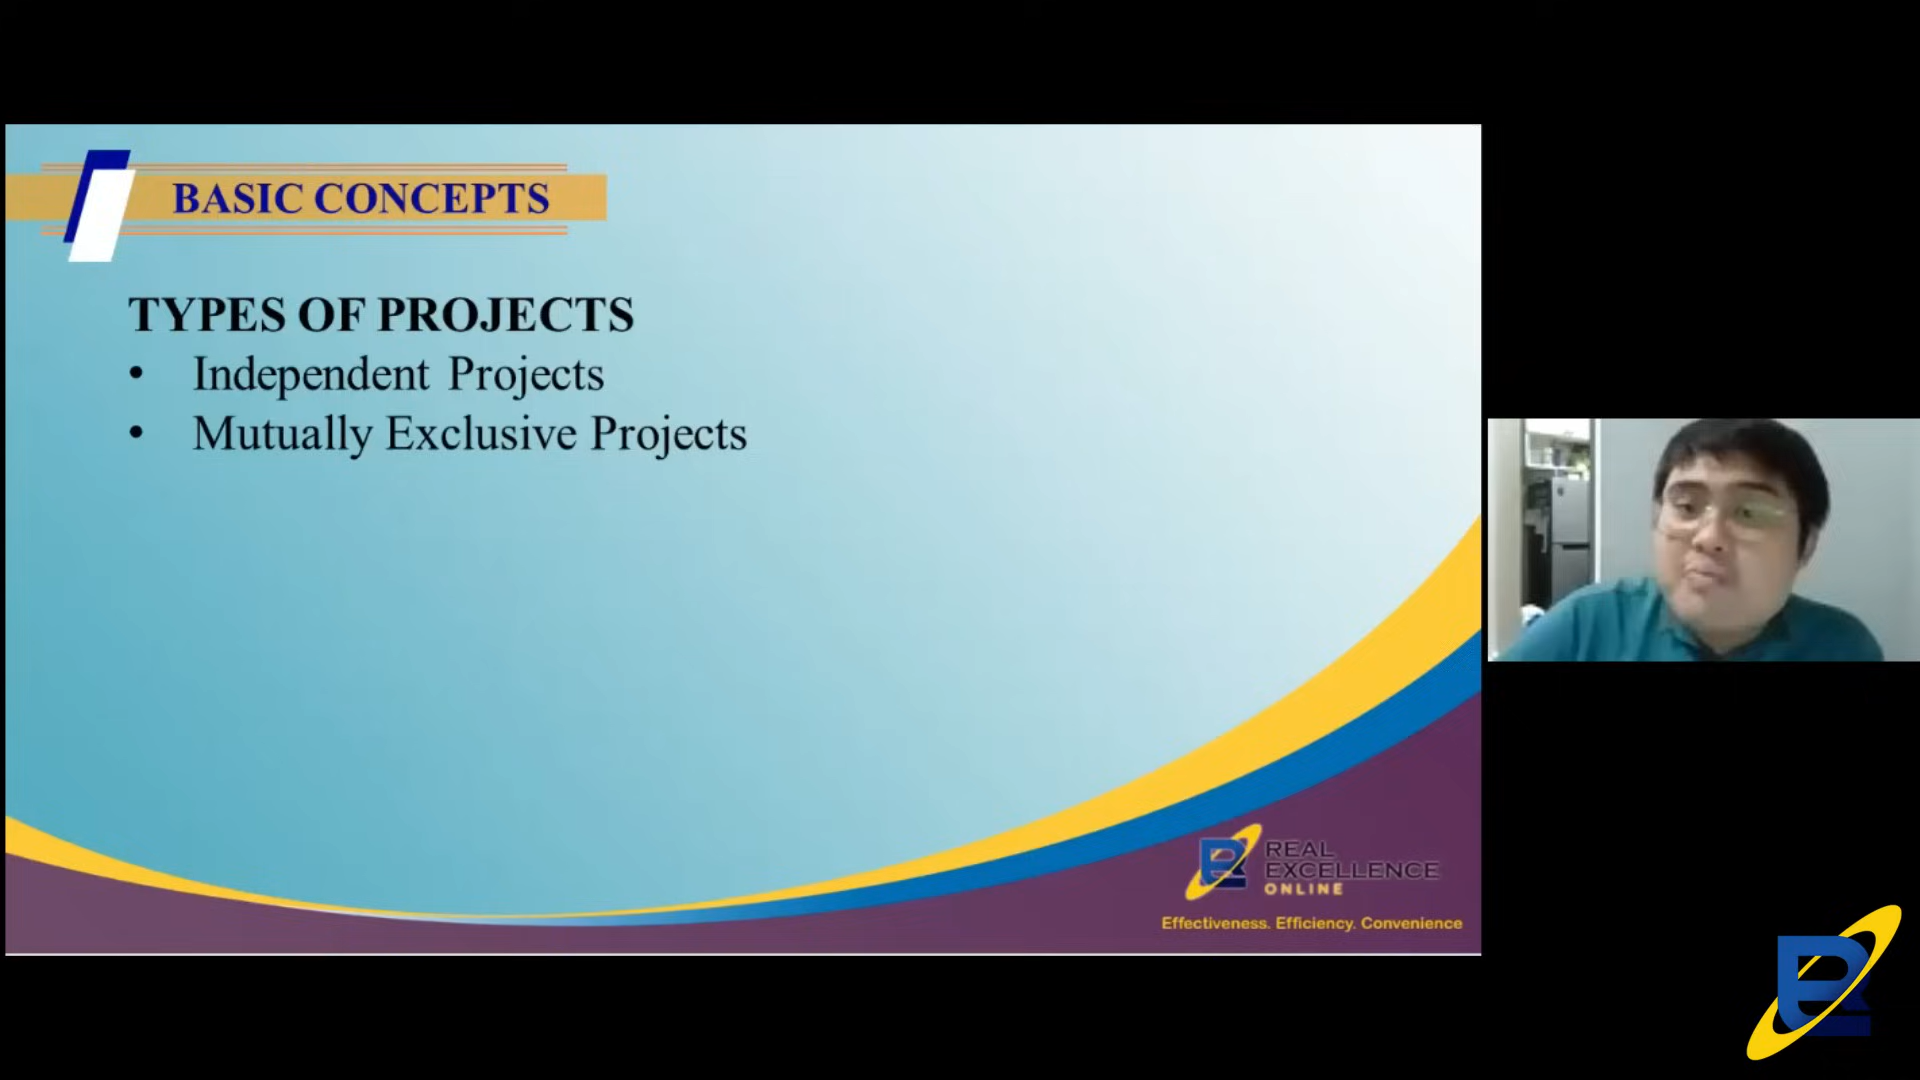 BASIC CONCEPTS
TYPES OF PROJECTS
• Independent Projects
• Mutually Exclusive Projects
REAL
EXCELLENCE
ONLINE
Effectiveness. Efficiency. Convenience